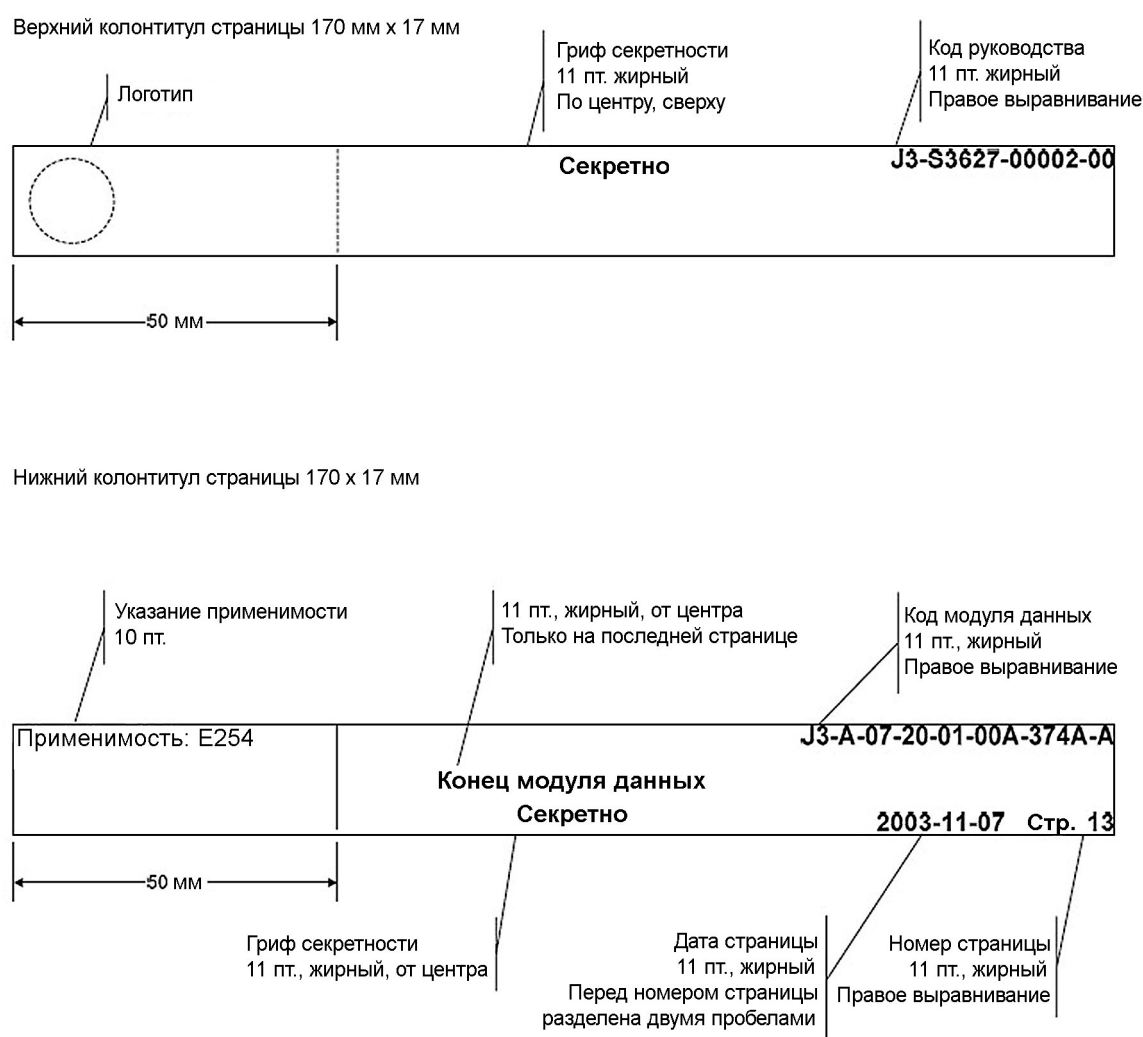 Верхний колонтитул страницы 170 мм x 17 мм
Логотип
Гриф секретности
11 пт. жирный
По центру, сверху
Код руководства
11 пт. жирный
Правое выравнивание
Секретно
J3-S3627-00002-00
50 мм
Нижний колонтитул страницы 170 x 17 мм
Указание применимости
10 пт.
11 пт., жирный, от центра
Только на последней странице
Код модуля данных
11 пт., жирный
Правое выравнивание
Применимость: E254
J3-A-07-20-01-00A-374A-A
Конец модуля данных
Секретно
2003-11-07 Стр. 13
50 мм
Гриф секретности
11 пт., жирный, от центра
Дата страницы
11 пт., жирный
Перед номером страницы
разделена двумя пробелами
Номер страницы
11 пт., жирный
Правое выравнивание